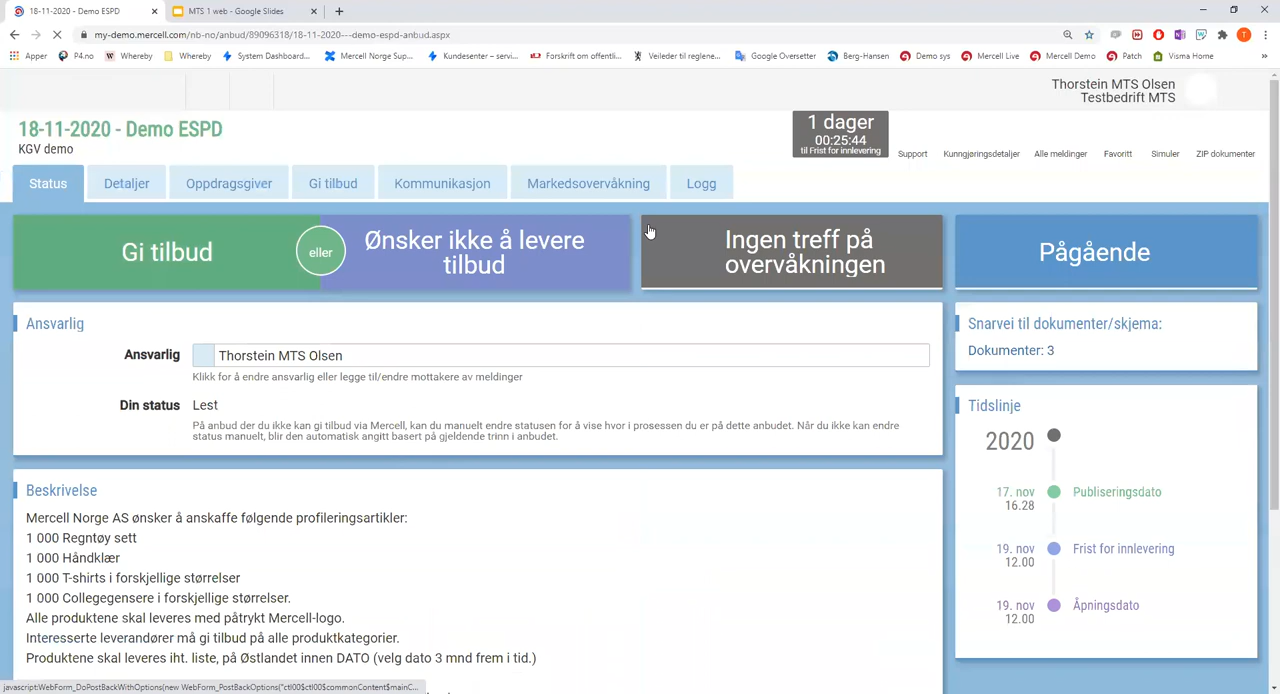 18-11-2020 - Demo ESPD
MTS 1 web - Google Slides
my-demo.mercell.com/nb-no/anbud/89096318/18-11-2020---demo-espd-anbud.aspx
Apper
P4.no
Whereby
Whereby
System Dashboard...
Mercell Norge Sup...
Kundesenter – servi...
Forskrift om offentli...
Veileder til reglene...
Google Oversetter
Berg-Hansen
Demo sys
Mercell Live
Mercell Demo
Patch
Visma Home
Thorstein MTS Olsen
Testbedrift MTS
18-11-2020 - Demo ESPD
KGV demo
1 dager
00:25:44
til Frist for innlevering
Support
Kunngjøringsdetaljer
Alle meldinger
Favoritt
Simuler
ZIP dokumenter
Status
Detaljer
Oppdragsgiver
Gi tilbud
Kommunikasjon
Markedsovervåkning
Logg
Gi tilbud
eller
Ønsker ikke å levere
tilbud
Ingen treff på
overvåkningen
Pågående
Ansvarlig
Ansvarlig
Thorstein MTS Olsen
Klikk for å endre ansvarlig eller legge til/endre mottakere av meldinger
Din status
Lest
På anbud der du ikke kan gi tilbud via Mercell, kan du manuelt endre statusen for å vise hvor i prosessen du er på dette anbudet. Når du ikke kan endre
status manuelt, blir den automatisk angitt basert på gjeldende trinn i anbudet.
Snarvei til dokumenter/skjema:
Dokumenter: 3
Tidslinje
2020
17. nov
16.28
Publiseringsdato
19. nov
12.00
Frist for innlevering
19. nov
12.00
Åpningsdato
Beskrivelse
Mercell Norge AS ønsker å anskaffe følgende profileringsartikler:
1 000 Regntøy sett
1 000 Håndklær
1 000 T-shirts i forskjellige størrelser
1 000 Collegegensere i forskjellige størrelser.
Alle produktene skal leveres med påtrykt Mercell-logo.
Interesserte leverandører må gi tilbud på alle produktkategorier.
Produktene skal leveres iht. liste, på Østlandet innen DATO (velg dato 3 mnd frem i tid.)
javascript:WebForm_DoPostBackWithOptions(new WebForm_PostBackOptions("ctl00$ctl00$commonContent$mainC...